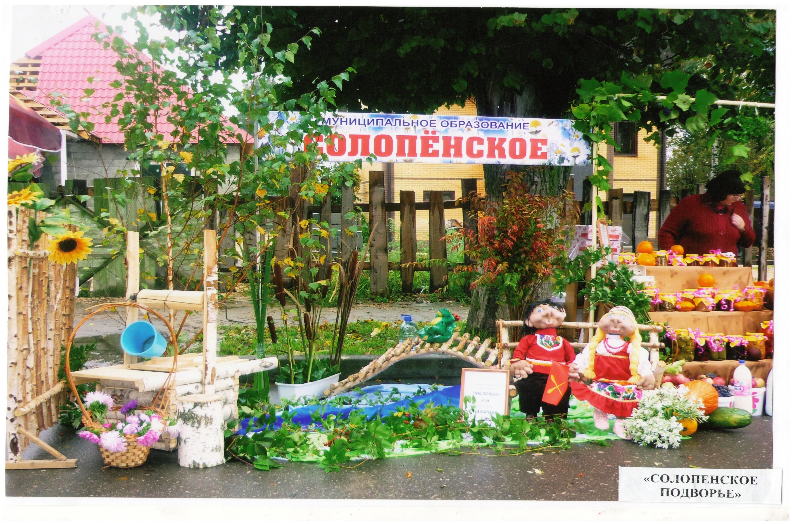 МУНИЦИПАЛЬНОЕ ОБРАЗОВАНИЕ
СОЛОПЁНСКОЕ
«СОЛОПЕНСКОЕ
ПОДВОРЬЕ»